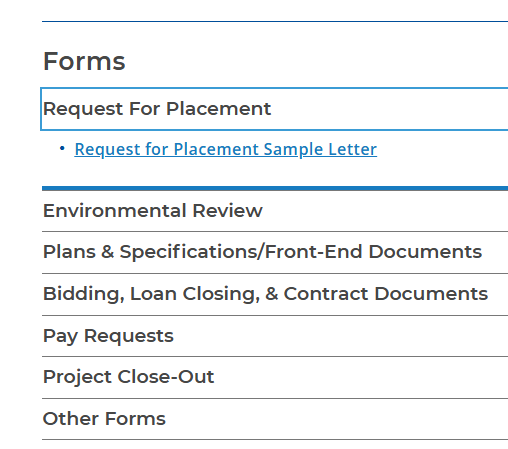 Forms
Request For Placement
• Request for Placement Sample Letter
Environmental Review
Plans & Specifications/Front-End Documents
Bidding, Loan Closing, & Contract Documents
Pay Requests
Project Close-Out
Other Forms